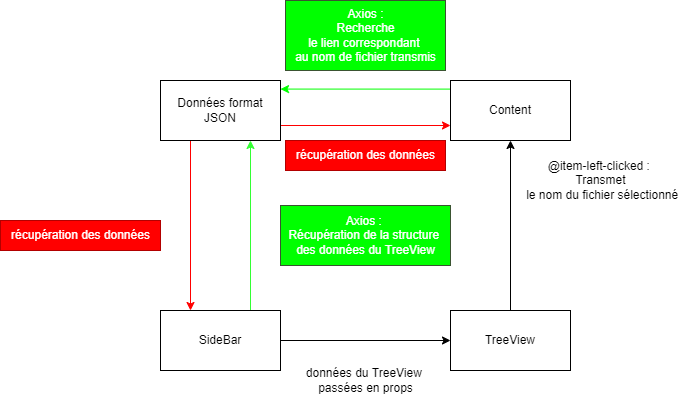 Axios :
Recherche
le lien correspondant
au nom de fichier transmis
Données format
JSON
Content
récupération des données
@item-left-clicked :
Transmet
le nom du fichier sélectionné
récupération des données
Axios :
Récupération de la structure
des données du TreeView
SideBar
TreeView
données du TreeView
passées en props